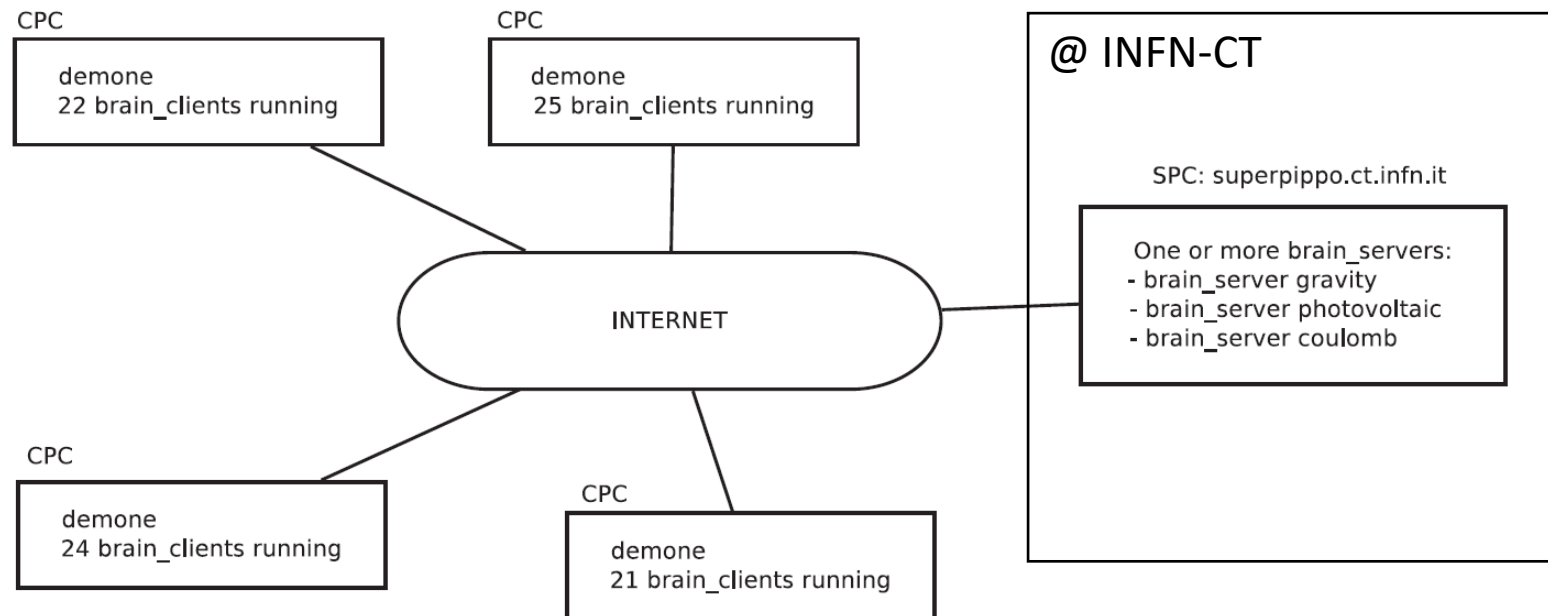 CPC
demone
22 brain_clients running
CPC
demone
25 brain_clients running
@ INFN-CT
SPC: superpippo.ct.infn.it
One or more brain_servers:
- brain_server gravity
- brain_server photovoltaic
- brain_server coulomb
INTERNET
CPC
demone
24 brain_clients running
CPC
demone
21 brain_clients running